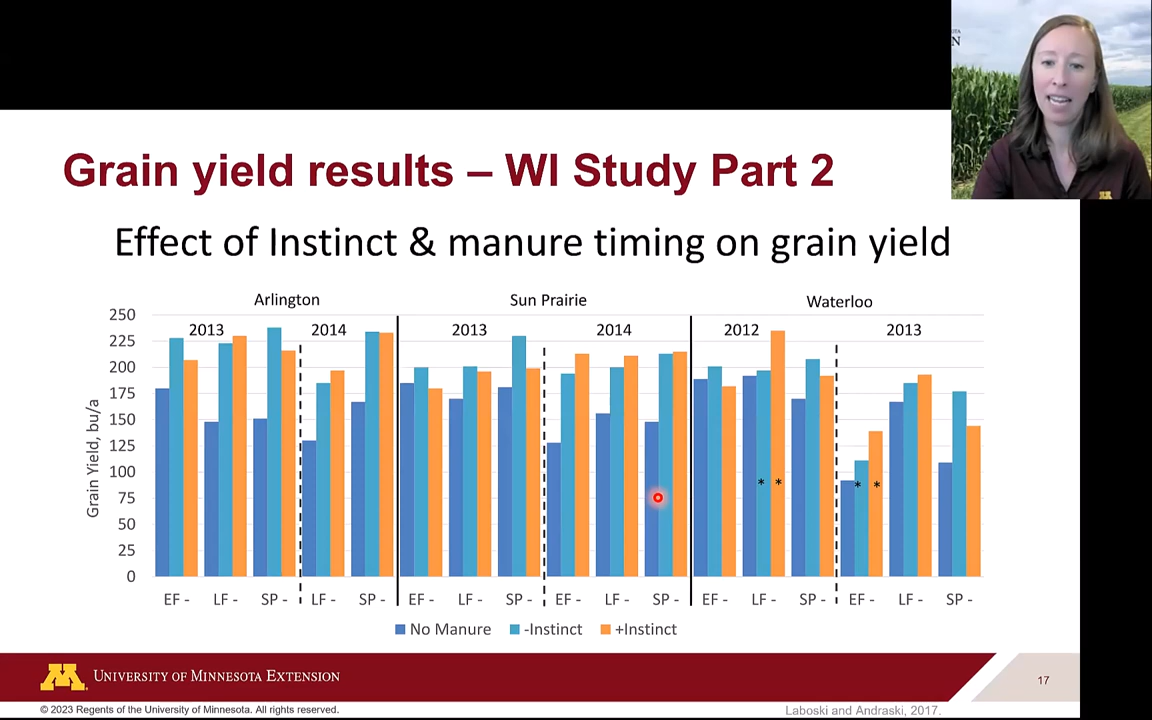 N
Grain yield results – WI Study Part 2
Effect of Instinct & manure timing on grain yield
Arlington Sun Prairie Waterloo
2013 2014 2013 2014 2012 2013
Grain Yield, bu/a
250
225
200
175
150
125
100
75
50
25
0
* * * *
EF - LF - SP - LF - SP - EF - LF - SP - EF - LF - SP - EF - LF - SP - EF - LF - SP -
No Manure -Instinct +Instinct
M UNIVERSITY OF MINNESOTA EXTENSION
17
© 2023 Regents of the University of Minnesota. All rights reserved.
Laboski and Andraski, 2017.